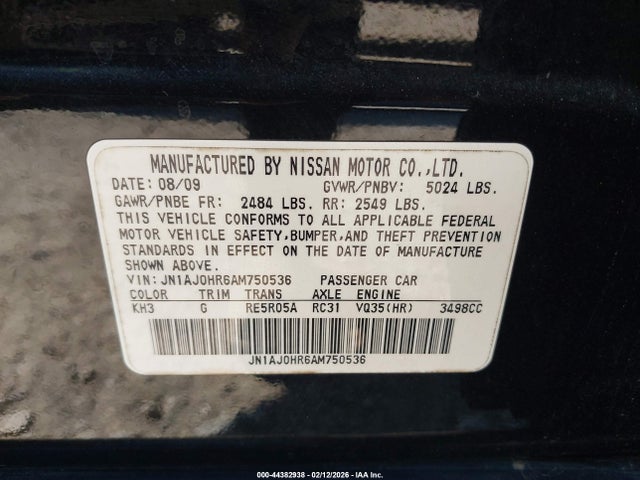 MANUFACTURED BY NISSAN MOTOR CO.,LTD.
DATE: 08/09 GVWR/PNBV: 5024 LBS.
GAWR/PNBE FR: 2484 LBS. RR: 2549 LBS.
THIS VEHICLE CONFORMS TO ALL APPLICABLE FEDERAL
MOTOR VEHICLE SAFETY,BUMPER,AND THEFT PREVENTION
STANDARDS IN EFFECT ON THE DATE OF MANUFACTURE
SHOWN ABOVE.
VIN: JN1AJ0HR6AM750536 PASSENGER CAR
COLOR TRIM TRANS AXLE ENGINE
KH3 G RE5R05A RC31 VQ35(HR) 3498CC
JN1AJ0HR6AM750536
000-44382938 - 02/12/2026 - IAA Inc.